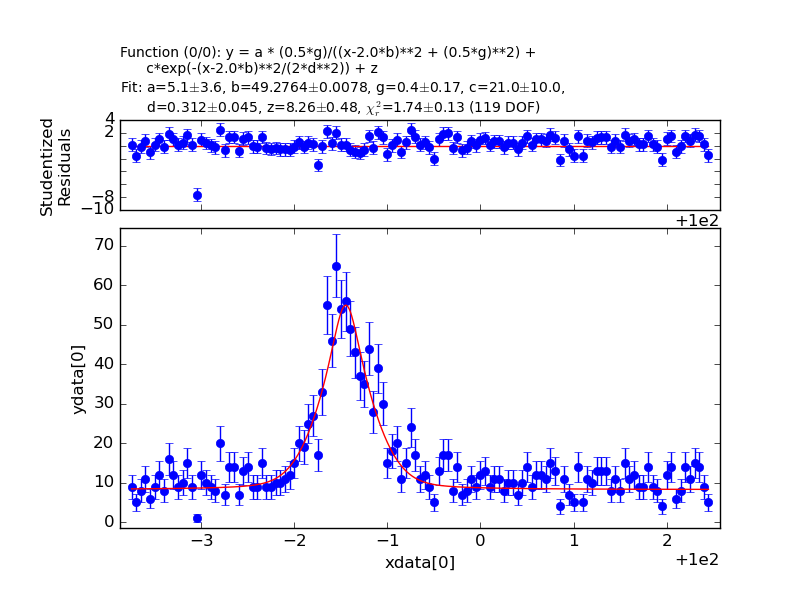 Function (0/0): y = a * (0.5*g)/((x-2.0*b)**2 + (0.5*g)**2) +
c*exp(-(x-2.0*b)**2/(2*d**2)) + z
Fit: a=5.1±3.6, b=49.2764±0.0078, g=0.4±0.17, c=21.0±10.0,
d=0.312±0.045, z=8.26±0.48, χ²ᵣ=1.74±0.13 (119 DOF)
4
2
−8
−10
Studentized
Residuals
+1e2
70
60
50
40
30
20
10
0
ydata[0]
−3 −2 −1 0 1 2
xdata[0]
+1e2